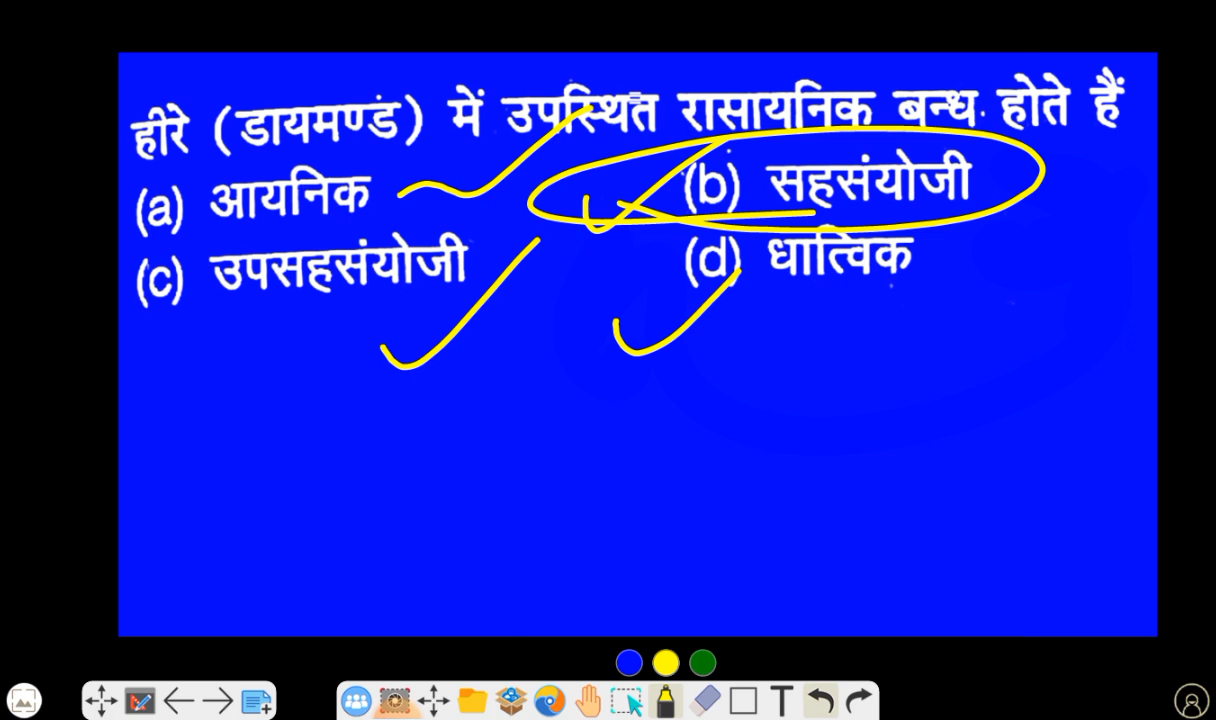 हीरे (डायमण्ड) में उपस्थित रासायनिक बन्ध होते हैं
(a) आयनिक (b) सहसंयोजी
(c) उपसहसंयोजी (d) धात्विक